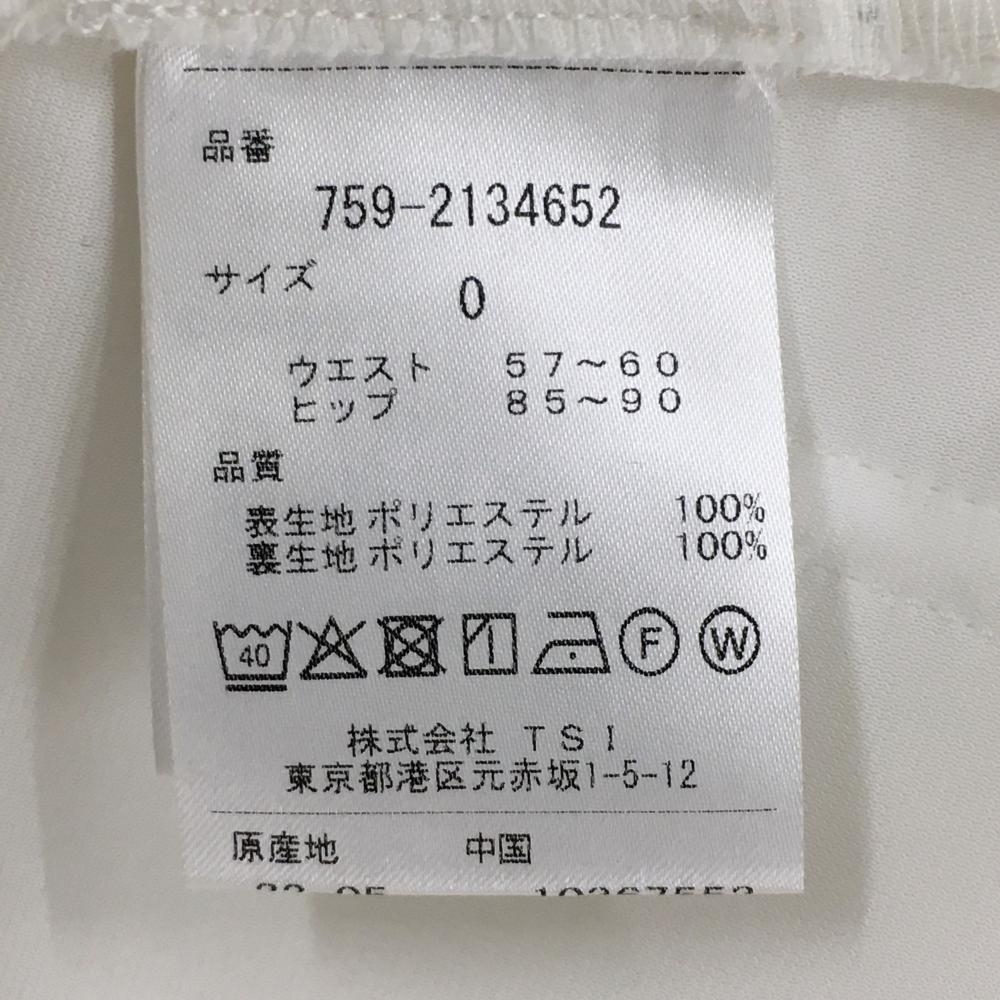 品番
759-2134652
サイズ
0
ウエスト 57〜60
ヒップ 85〜90
品質
表生地 ポリエステル 100%
裏生地 ポリエステル 100%
40 F W
株式会社 TSI
東京都港区元赤坂1-5-12
原産地 中国